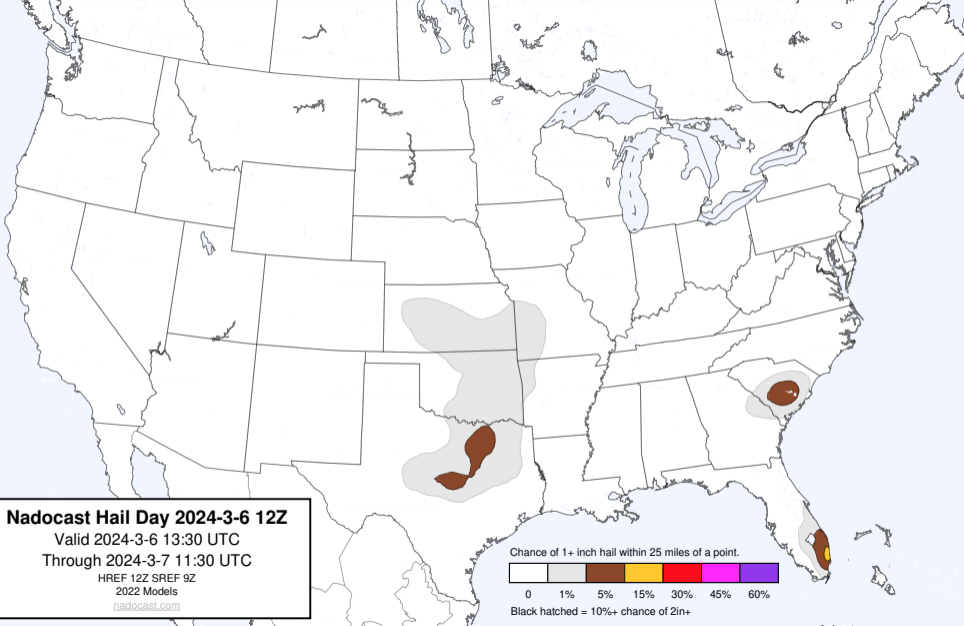 Nadocast Hail Day 2024-3-6 12Z
Valid 2024-3-6 13:30 UTC
Through 2024-3-7 11:30 UTC
HREF 12Z SREF 9Z
2022 Models
nadocast.com
Chance of 1+ inch hail within 25 miles of a point.
0 1% 5% 15% 30% 45% 60%
Black hatched = 10%+ chance of 2in+